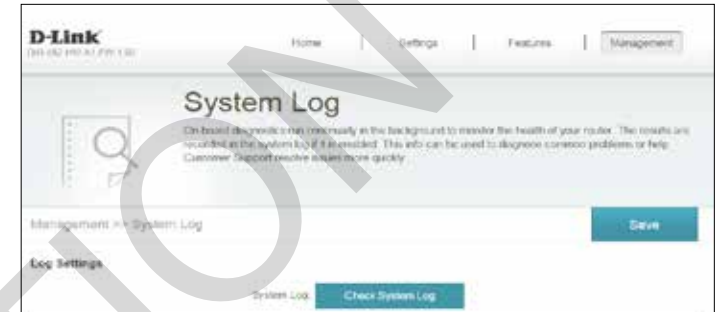 D-Link
Home Settings Features Management
System Log
On-board diagnostics run continually in the background to monitor the health of your router. The results are
recorded in the system log if it is enabled. This info can be used to diagnose common problems or help
Customer Support resolve issues more quickly.
Management >> System Log
Save
Log Settings
System Log: Check System Log
TION